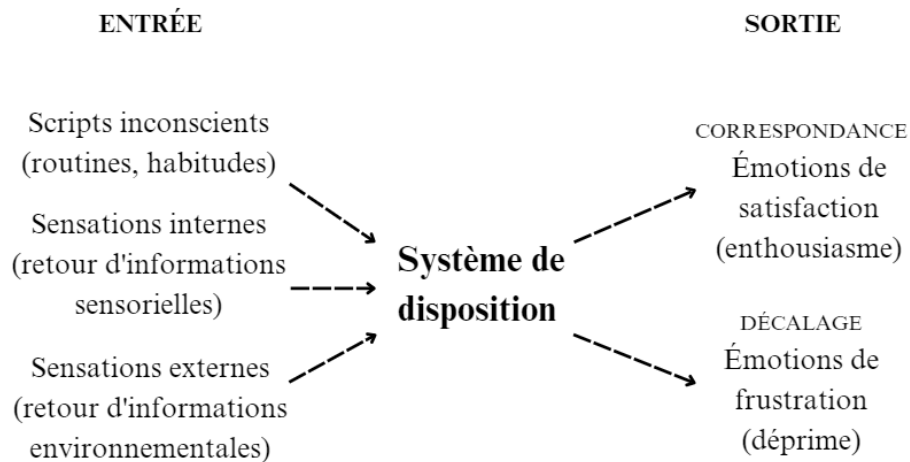 ENTRÉE
Scripts inconscients
(routines, habitudes)
Sensations internes
(retour d'informations
sensorielles)
Sensations externes
(retour d'informations
environnementales)
Système de
disposition
SORTIE
CORRESPONDANCE
Émotions de
satisfaction
(enthousiasme)
DÉCALAGE
Émotions de
frustration
(déprime)